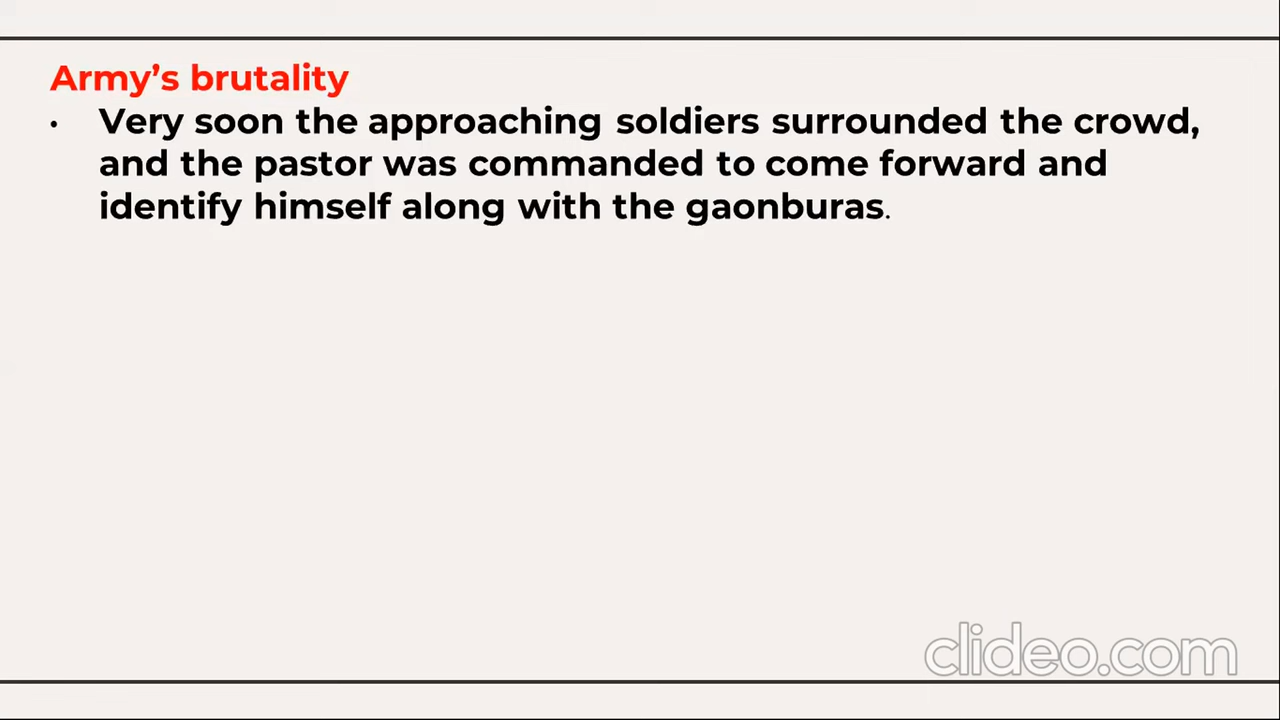 Army's brutality
• Very soon the approaching soldiers surrounded the crowd,
and the pastor was commanded to come forward and
identify himself along with the gaonburas.
clideo.com